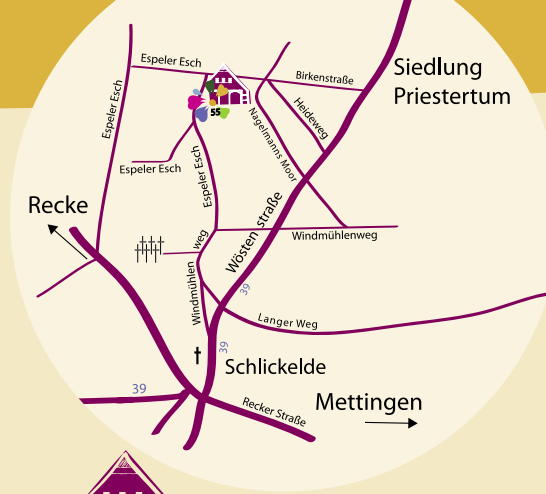 Espeler Esch
Birkenstraße
Siedlung
Priestertum
Espeler Esch
55
Heideweg
Nagelmanns Moor
Espeler Esch
Espeler Esch
Recke
Wösten straße
Windmühlenweg
Windmühlen weg
39
Langer Weg
39
Schlickelde
39
Mettingen
Recker Straße